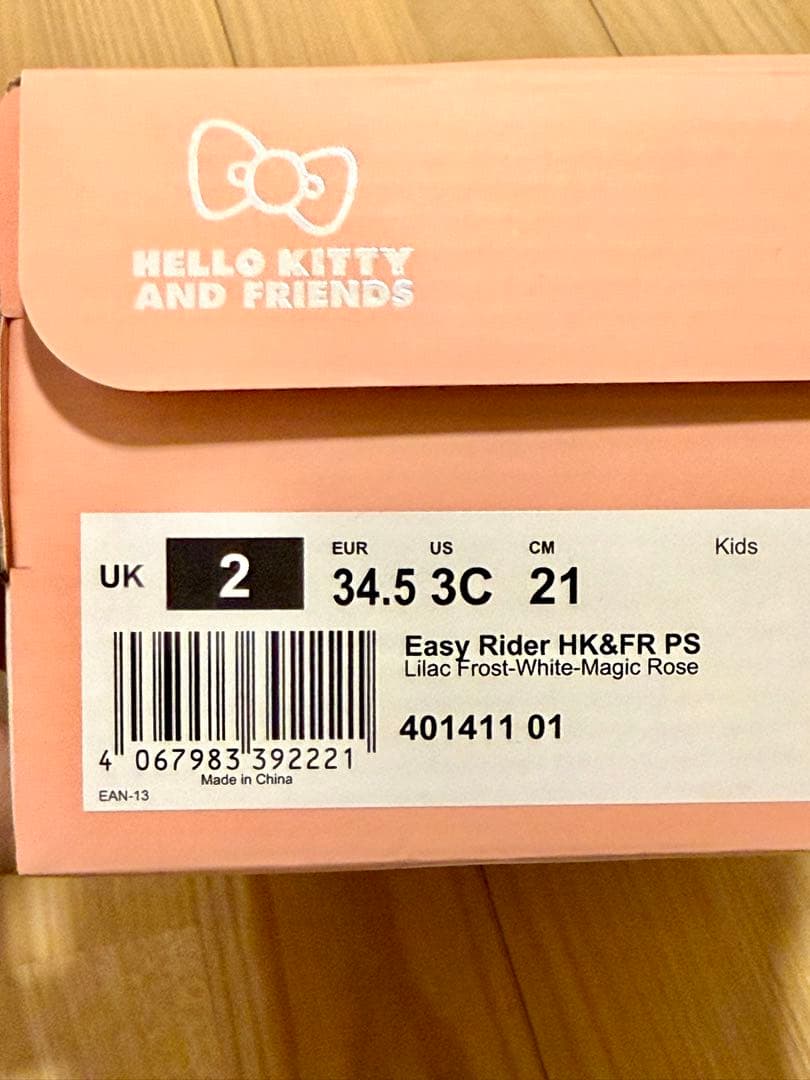 HELLO KITTY
AND FRIENDS
UK 2
EUR US CM Kids
34.5 3C 21
Easy Rider HK&FR PS
Lilac Frost-White-Magic Rose
401411 01
4 067983 392221
Made in China
EAN-13